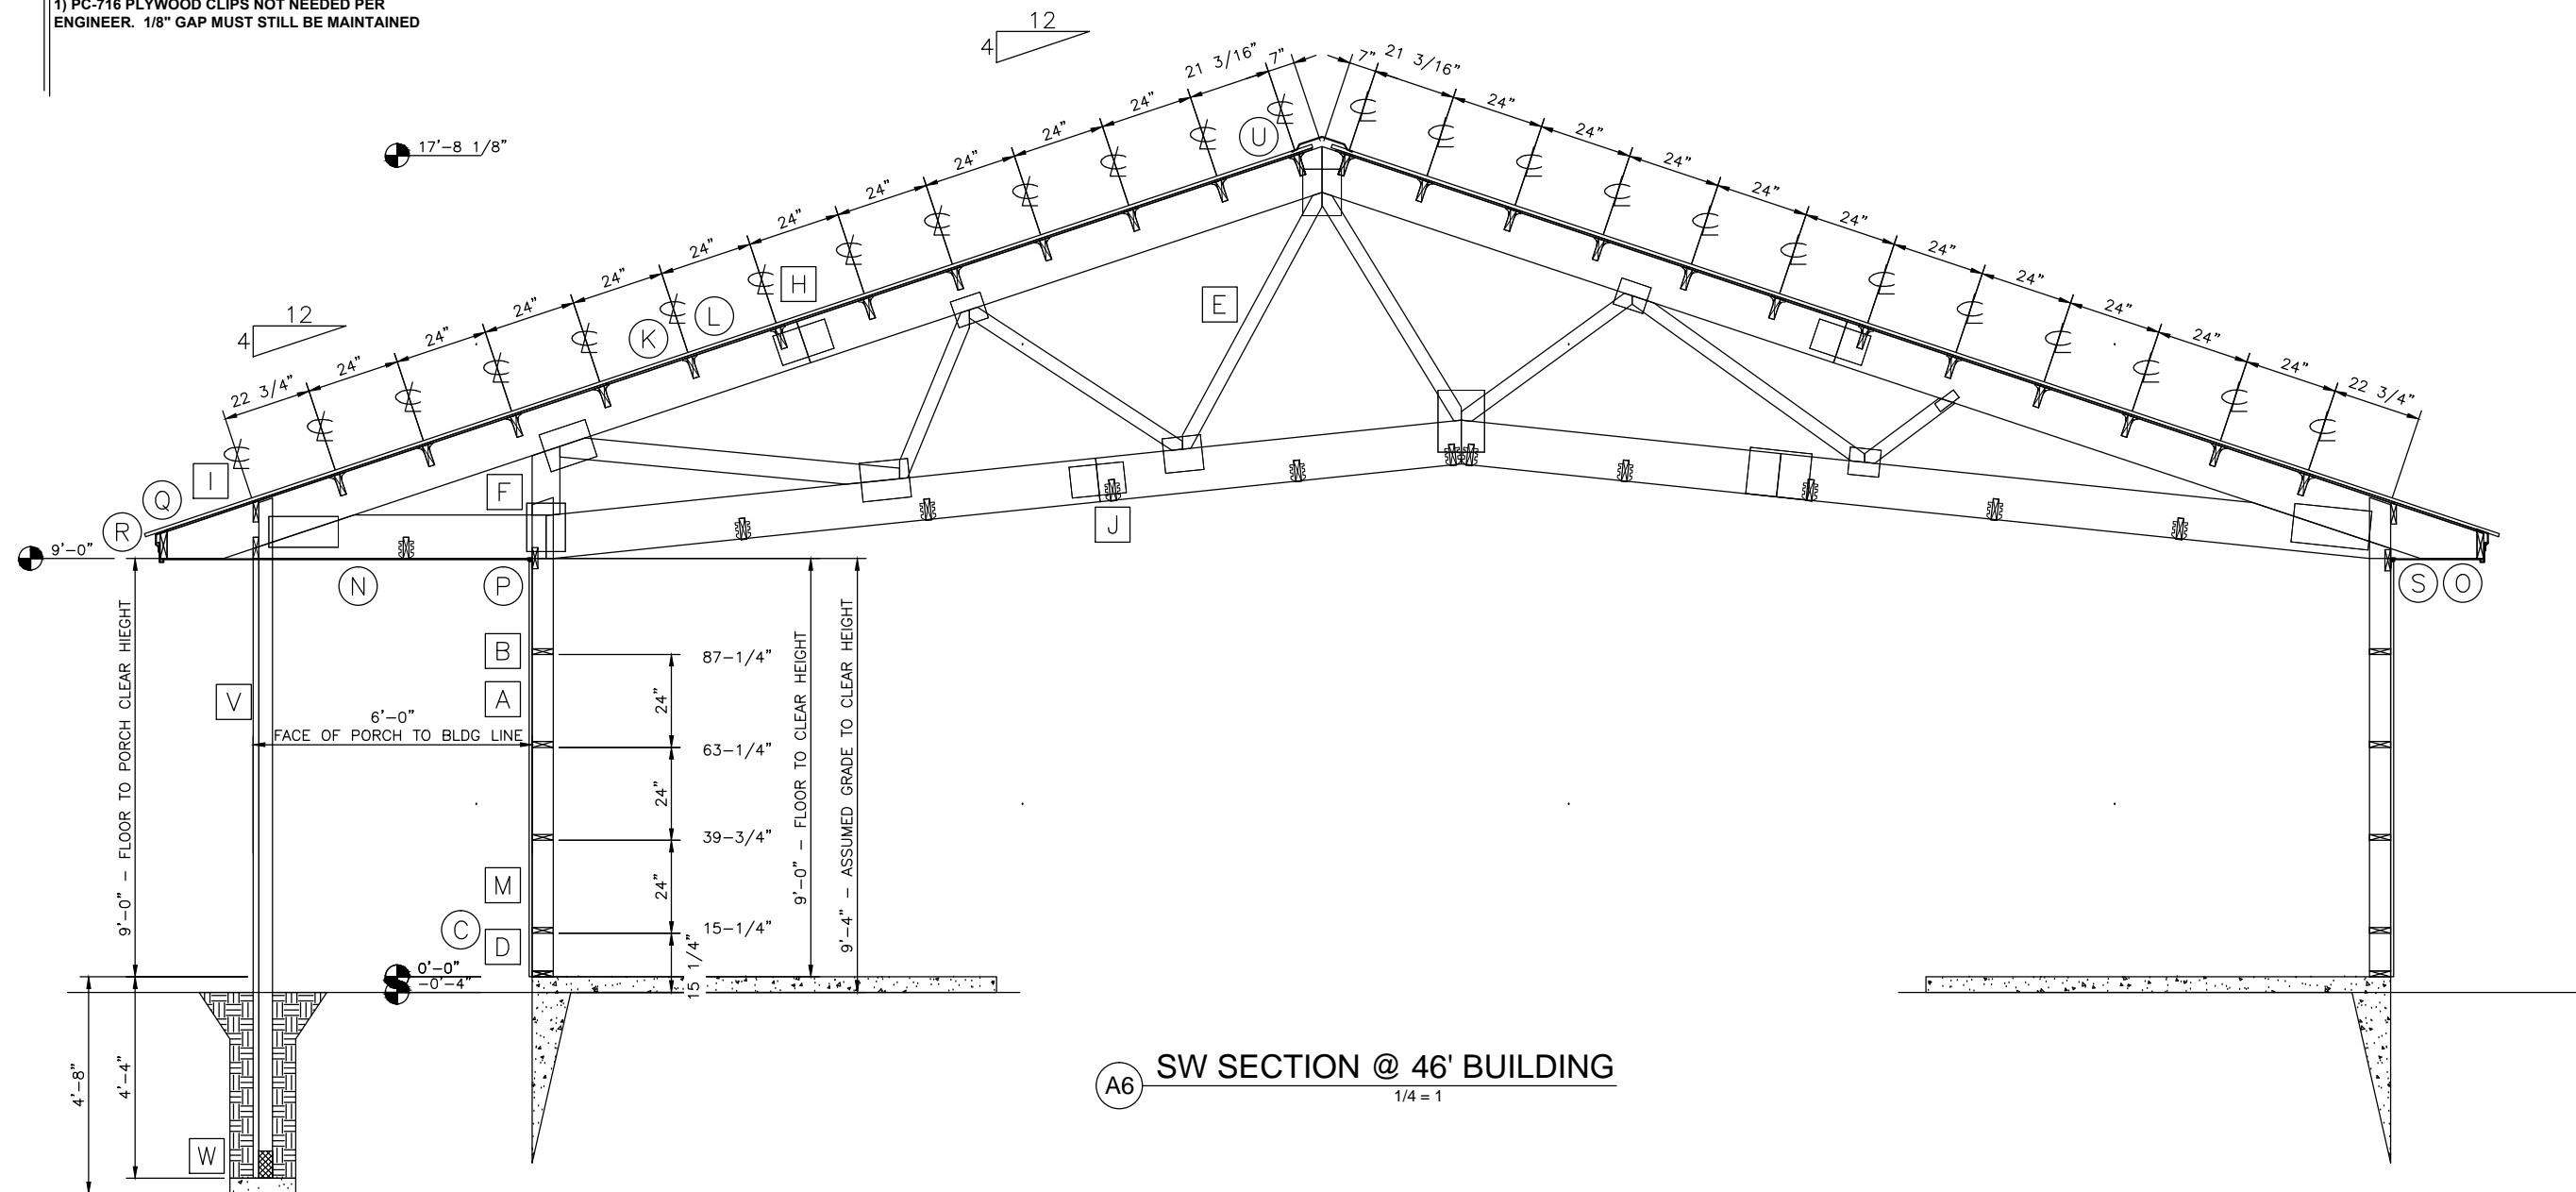 1) PC-716 PLYWOOD CLIPS NOT NEEDED PER
ENGINEER. 1/8" GAP MUST STILL BE MAINTAINED
12
4
17'-8 1/8"
21 3/16"
7"
7"
21 3/16"
24"
24"
24"
24"
24"
24"
24"
24"
24"
24"
22 3/4"
24"
24"
24"
24"
24"
24"
24"
24"
24"
24"
22 3/4"
12
4
U
H
L
K
E
I
Q
R
F
J
9'-0"
N
P
S
O
B
A
V
M
C
D
W
87-1/4"
24"
63-1/4"
24"
39-3/4"
24"
15-1/4"
15 1/4"
6'-0"
FACE OF PORCH TO BLDG LINE
9'-0" - FLOOR TO PORCH CLEAR HIEGHT
9'-0" - FLOOR TO CLEAR HEIGHT
9'-4" - ASSUMED GRADE TO CLEAR HEIGHT
0'-0"
-0'-4"
4'-8"
4'-4"
A6
SW SECTION @ 46' BUILDING
1/4 = 1